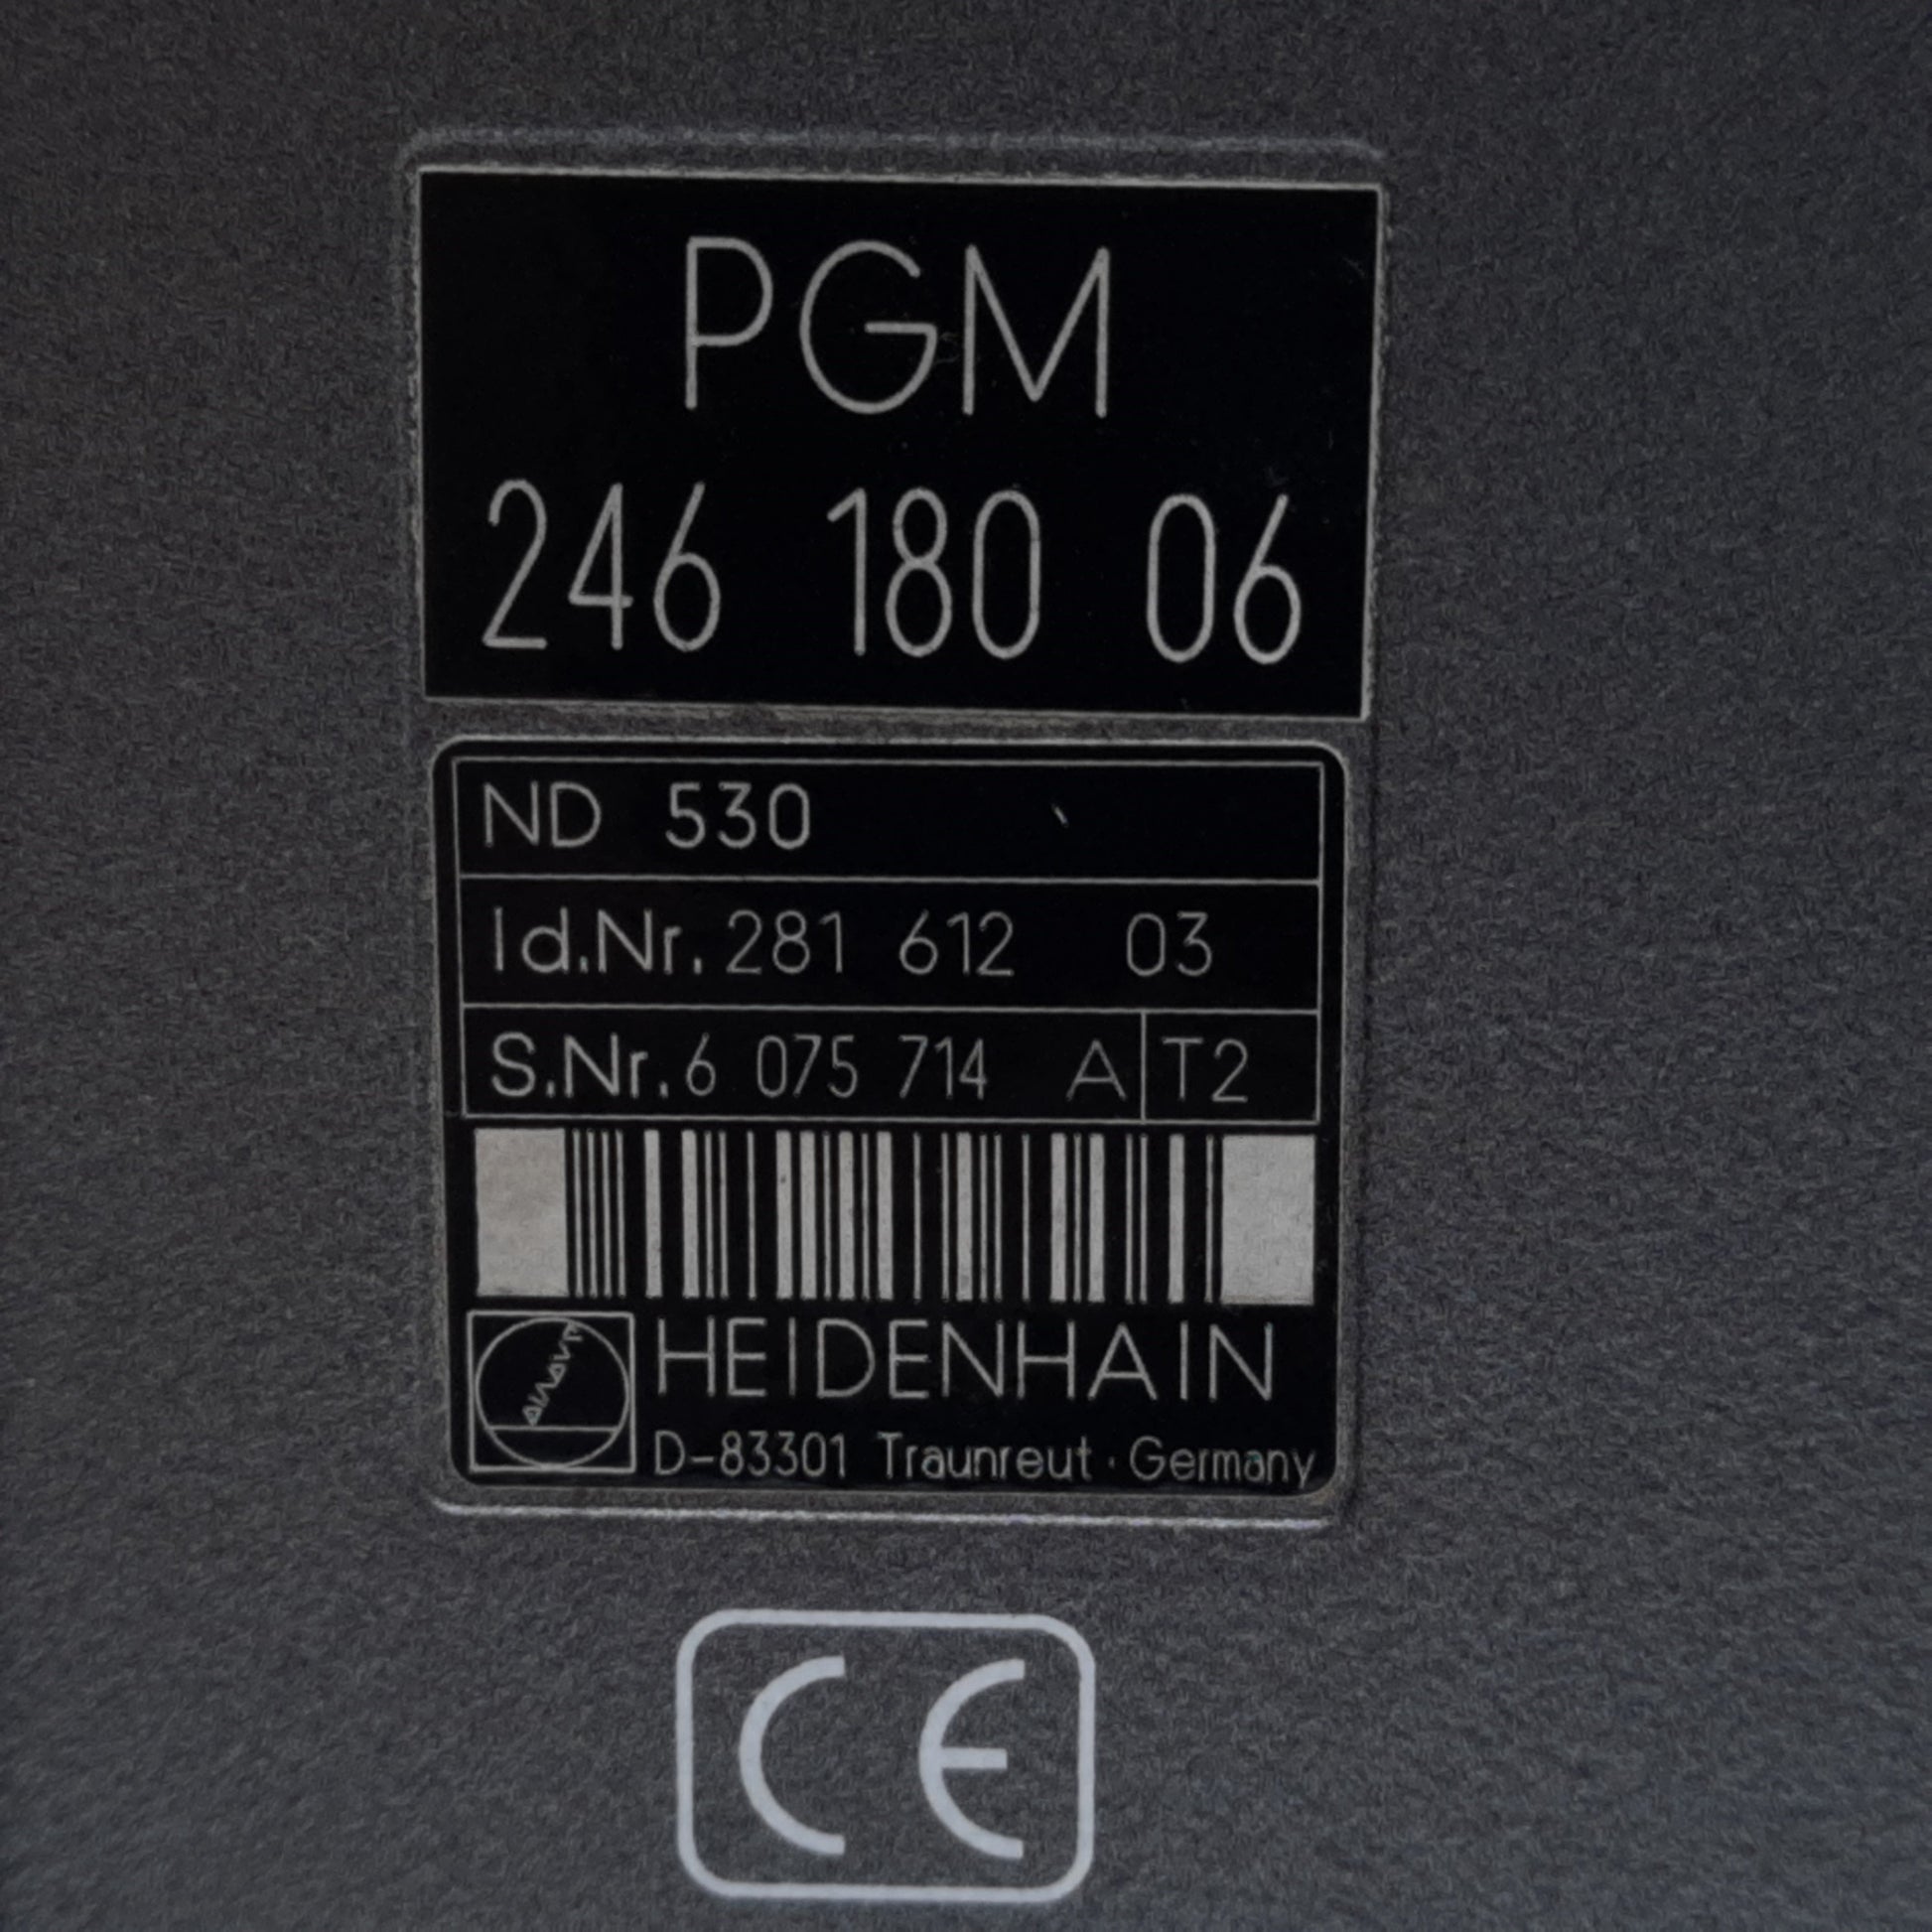 PGM
246 180 06
ND 530
Id.Nr. 281 612 03
S.Nr. 6 075 714 A T2
HEIDENHAIN
D-83301 Traunreut · Germany
CE